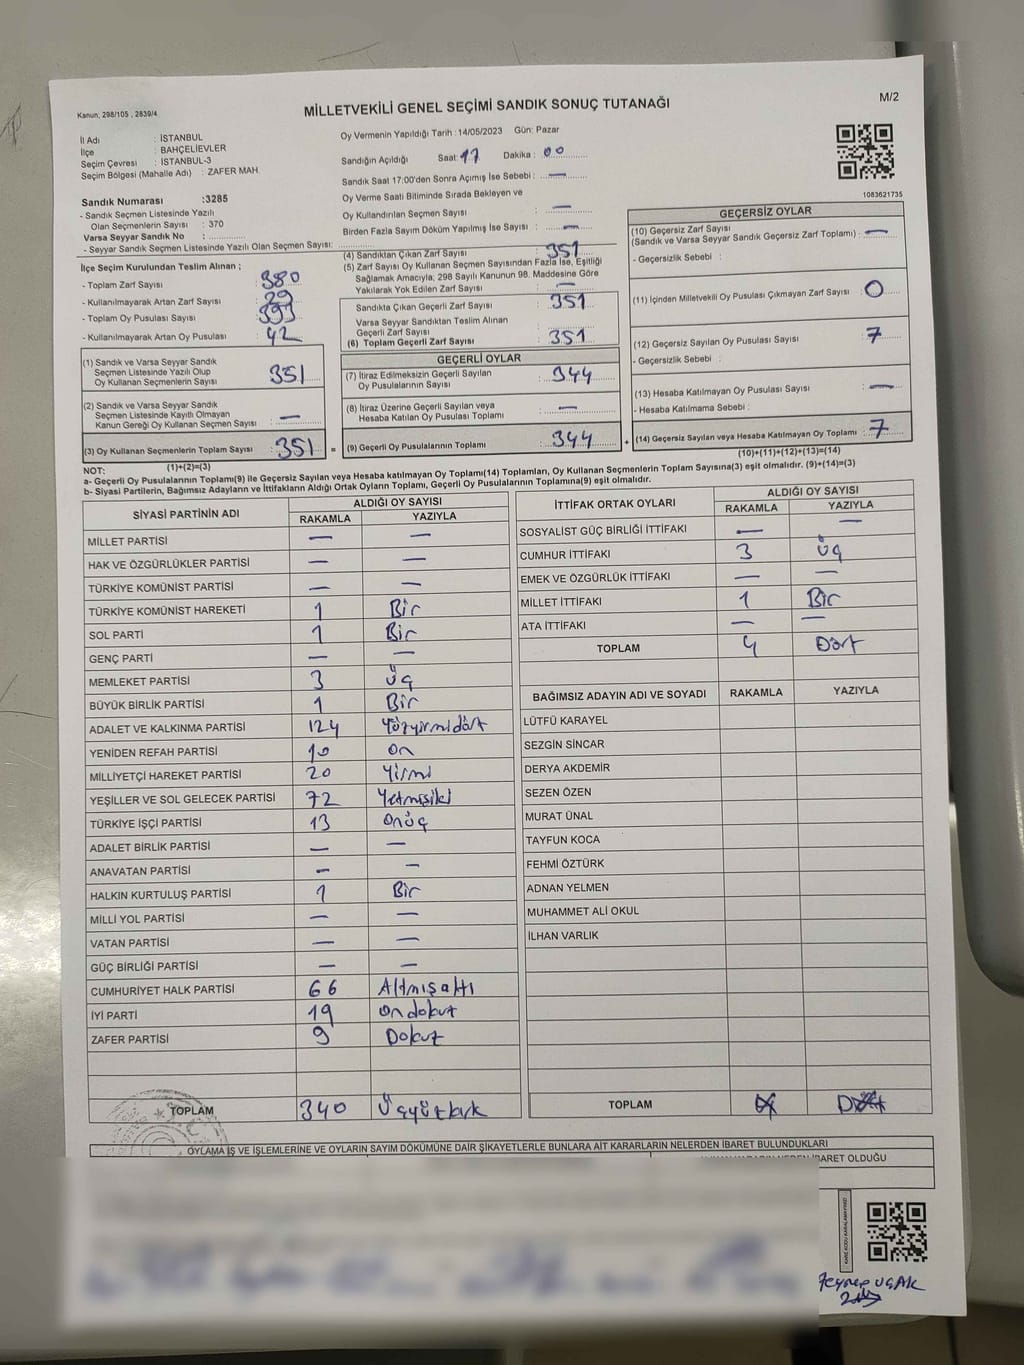 Kanun, 298/105 , 2839/4
MİLLETVEKİLİ GENEL SEÇİMİ SANDIK SONUÇ TUTANAĞI
M/2
İl Adı : İSTANBUL
İlçe : BAHÇELİEVLER
Seçim Çevresi : İSTANBUL-3
Seçim Bölgesi (Mahalle Adı) : ZAFER MAH.
Oy Vermenin Yapıldığı Tarih : 14/05/2023 Gün: Pazar
Sandığın Açıldığı Saat: 17 Dakika : 00
Sandık Saat 17:00'den Sonra Açılmış İse Sebebi : —
Oy Verme Saati Bitiminde Sırada Bekleyen ve
Oy Kullandırılan Seçmen Sayısı : —
Birden Fazla Sayım Döküm Yapılmış İse Sayısı : —
1083621735
Sandık Numarası :3285
- Sandık Seçmen Listesinde Yazılı
Olan Seçmenlerin Sayısı : 370
Varsa Seyyar Sandık No :
- Seyyar Sandık Seçmen Listesinde Yazılı Olan Seçmen Sayısı:
İlçe Seçim Kurulundan Teslim Alınan ;
- Toplam Zarf Sayısı : 380
- Kullanılmayarak Artan Zarf Sayısı : 29
- Toplam Oy Pusulası Sayısı : 393
- Kullanılmayarak Artan Oy Pusulası : 42
(1) Sandık ve Varsa Seyyar Sandık
Seçmen Listesinde Yazılı Olup
Oy Kullanan Seçmenlerin Sayısı : 351
(2) Sandık ve Varsa Seyyar Sandık
Seçmen Listesinde Kayıtlı Olmayan
Kanun Gereği Oy Kullanan Seçmen Sayısı : —
(3) Oy Kullanan Seçmenlerin Toplam Sayısı : 351
(1)+(2)=(3)
(4) Sandıktan Çıkan Zarf Sayısı : 351
(5) Zarf Sayısı Oy Kullanan Seçmen Sayısından Fazla İse, Eşitliği
Sağlamak Amacıyla, 298 Sayılı Kanunun 98. Maddesine Göre
Yakılarak Yok Edilen Zarf Sayısı : —
Sandıkta Çıkan Geçerli Zarf Sayısı : 351
Varsa Seyyar Sandıktan Teslim Alınan
Geçerli Zarf Sayısı :
(6) Toplam Geçerli Zarf Sayısı : 351
GEÇERLİ OYLAR
(7) İtiraz Edilmeksizin Geçerli Sayılan
Oy Pusulalarının Sayısı : 344
(8) İtiraz Üzerine Geçerli Sayılan veya
Hesaba Katılan Oy Pusulası Toplamı : —
= (9) Geçerli Oy Pusulalarının Toplamı : 344 +
GEÇERSİZ OYLAR
(10) Geçersiz Zarf Sayısı
(Sandık ve Varsa Seyyar Sandık Geçersiz Zarf Toplamı) : —
- Geçersizlik Sebebi :
(11) İçinden Milletvekili Oy Pusulası Çıkmayan Zarf Sayısı : 0
(12) Geçersiz Sayılan Oy Pusulası Sayısı : 7
- Geçersizlik Sebebi :
(13) Hesaba Katılmayan Oy Pusulası Sayısı : —
- Hesaba Katılmama Sebebi :
(14) Geçersiz Sayılan veya Hesaba Katılmayan Oy Toplamı : 7
(10)+(11)+(12)+(13)=(14)
NOT:
a- Geçerli Oy Pusulalarının Toplamı(9) ile Geçersiz Sayılan veya Hesaba katılmayan Oy Toplamı(14) Toplamları, Oy Kullanan Seçmenlerin Toplam Sayısına(3) eşit olmalıdır. (9)+(14)=(3)
b- Siyasi Partilerin, Bağımsız Adayların ve İttifakların Aldığı Ortak Oyların Toplamı, Geçerli Oy Pusulalarının Toplamına(9) eşit olmalıdır.
SİYASİ PARTİNİN ADI ALDIĞI OY SAYISI
RAKAMLA YAZIYLA
MİLLET PARTİSİ — —
HAK VE ÖZGÜRLÜKLER PARTİSİ — —
TÜRKİYE KOMÜNİST PARTİSİ — —
TÜRKİYE KOMÜNİST HAREKETİ 1 Bir
SOL PARTİ 1 Bir
GENÇ PARTİ — —
MEMLEKET PARTİSİ 3 Üç
BÜYÜK BİRLİK PARTİSİ 1 Bir
ADALET VE KALKINMA PARTİSİ 124 Yüzyirmidört
YENİDEN REFAH PARTİSİ 10 On
MİLLİYETÇİ HAREKET PARTİSİ 20 Yirmi
YEŞİLLER VE SOL GELECEK PARTİSİ 72 Yetmişiki
TÜRKİYE İŞÇİ PARTİSİ 13 Onüç
ADALET BİRLİK PARTİSİ — —
ANAVATAN PARTİSİ — —
HALKIN KURTULUŞ PARTİSİ 1 Bir
MİLLİ YOL PARTİSİ — —
VATAN PARTİSİ — —
GÜÇ BİRLİĞİ PARTİSİ — —
CUMHURİYET HALK PARTİSİ 66 Altmışaltı
İYİ PARTİ 19 Ondokuz
ZAFER PARTİSİ 9 Dokuz
TOPLAM 340 Üçyüzkırk
İTTİFAK ORTAK OYLARI ALDIĞI OY SAYISI
RAKAMLA YAZIYLA
SOSYALİST GÜÇ BİRLİĞİ İTTİFAKI — —
CUMHUR İTTİFAKI 3 Üç
EMEK VE ÖZGÜRLÜK İTTİFAKI — —
MİLLET İTTİFAKI 1 Bir
ATA İTTİFAKI — —
TOPLAM 4 Dört
BAĞIMSIZ ADAYIN ADI VE SOYADI RAKAMLA YAZIYLA
LÜTFÜ KARAYEL
SEZGİN SİNCAR
DERYA AKDEMİR
SEZEN ÖZEN
MURAT ÜNAL
TAYFUN KOCA
FEHMİ ÖZTÜRK
ADNAN YELMEN
MUHAMMET ALİ OKUL
İLHAN VARLIK
TOPLAM
OYLAMA İŞ VE İŞLEMLERİNE VE OYLARIN SAYIM DÖKÜMÜNE DAİR ŞİKAYETLERLE BUNLARA AİT KARARLARIN NELERDEN İBARET BULUNDUKLARI
İBARET OLDUĞU
Zeynep UÇAK